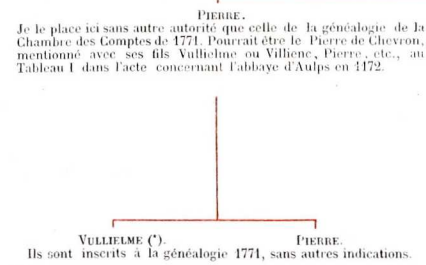 PIERRE.
Je le place ici sans autre autorité que celle de la généalogie de la
Chambre des Comptes de 1771. Pourrait être le Pierre de Chevron,
mentionné avec ses fils Vullielme ou Villienc, Pierre, etc., au
Tableau I dans l'acte concernant l'abbaye d'Aulps en 1172.
VULLIELME (*). PIERRE.
Ils sont inscrits à la généalogie 1771, sans autres indications.